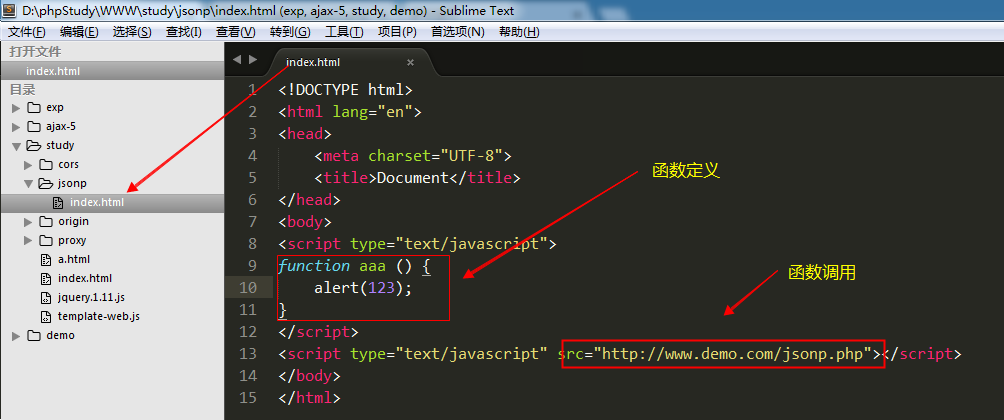 D:\phpStudy\WWW\study\jsonp\index.html (exp, ajax-5, study, demo) - Sublime Text
文件(F) 编辑(E) 选择(S) 查找(I) 查看(V) 转到(G) 工具(T) 项目(P) 首选项(N) 帮助(H)
打开文件
index.html
目录
exp
ajax-5
study
cors
jsonp
index.html
origin
proxy
a.html
index.html
jquery.1.11.js
template-web.js
demo
index.html ×
1 <!DOCTYPE html>
2 <html lang="en">
3 <head>
4 <meta charset="UTF-8">
5 <title>Document</title>
6 </head>
7 <body>
8 <script type="text/javascript">
9 function aaa () {
10 alert(123);
11 }
12 </script>
13 <script type="text/javascript" src="http://www.demo.com/jsonp.php"></script>
14 </body>
15 </html>
函数定义
函数调用